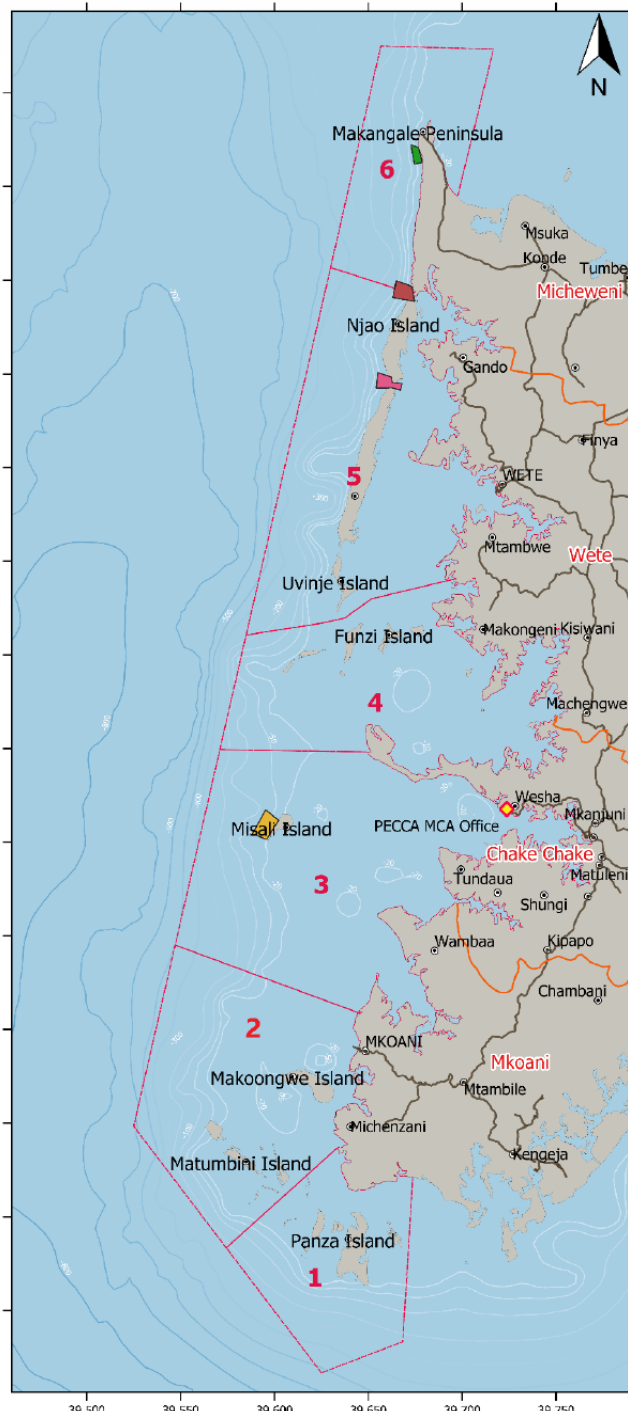 N
Makangale Peninsula
6
Msuka
Konde
Tumbe
Micheweni
Njao Island
Gando
Finya
5
WETE
Mtambwe
Wete
Uvinje Island
Funzi Island
Makongeni
Kisiwani
4
Machengwe
Wesha
Misali Island
PECCA MCA Office
Mkanjuni
Chake Chake
Matuleni
3
Tundaua
Shungi
Wambaa
Kipapo
Chambani
2
MKOANI
Mkoani
Makoongwe Island
Mtambile
Michenzani
Matumbini Island
Kengeja
Panza Island
1
39.500 39.550 39.600 39.650 39.700 39.750